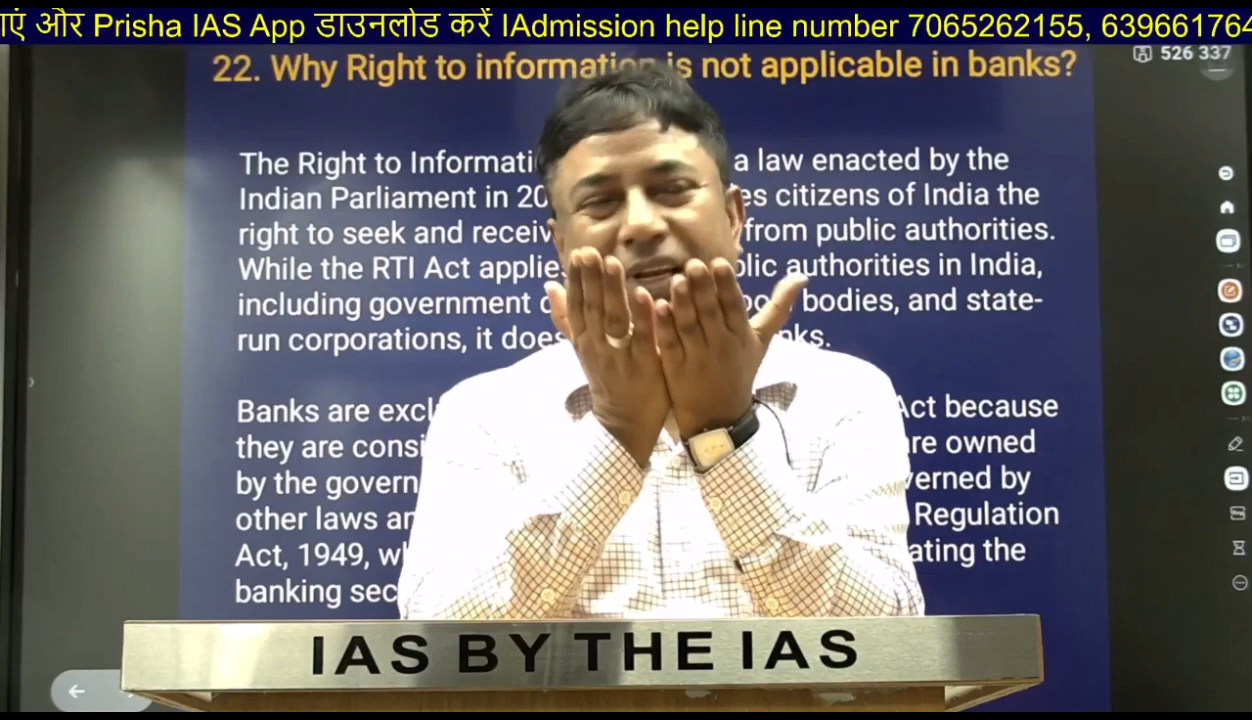 ाएं और Prisha IAS App डाउनलोड करें IAdmission help line number 7065262155, 639661764
526 337
22. Why Right to information is not applicable in banks?
The Right to Informati a law enacted by the
Indian Parliament in 20 es citizens of India the
right to seek and receiv from public authorities.
While the RTI Act applies blic authorities in India,
including government bodies, and state-
run corporations, it does nks.
Banks are excl Act because
they are consi are owned
by the govern verned by
other laws an Regulation
Act, 1949, wh ating the
banking sec
IAS BY THE IAS